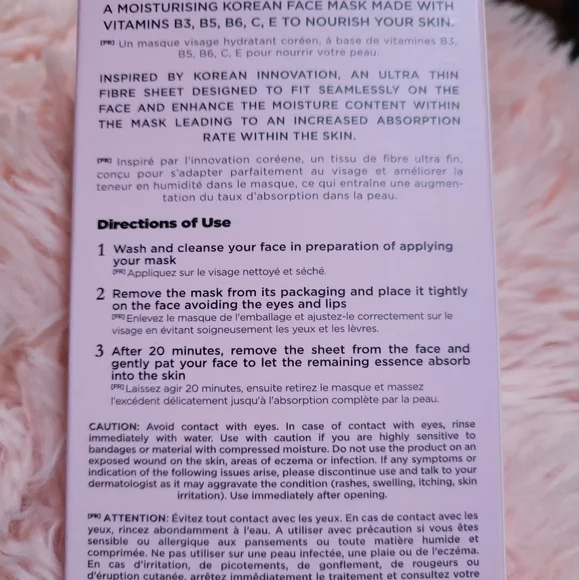 A MOISTURISING KOREAN FACE MASK MADE WITH
VITAMINS B3, B5, B6, C, E TO NOURISH YOUR SKIN.
[FR] Un masque visage hydratant coréen, à base de vitamines B3,
B5, B6, C, E pour nourrir votre peau.
INSPIRED BY KOREAN INNOVATION, AN ULTRA THIN
FIBRE SHEET DESIGNED TO FIT SEAMLESSLY ON THE
FACE AND ENHANCE THE MOISTURE CONTENT WITHIN
THE MASK LEADING TO AN INCREASED ABSORPTION
RATE WITHIN THE SKIN.
[FR] Inspiré par l'innovation coréene, un tissu de fibre ultra fin,
conçu pour s'adapter parfaitement au visage et améliorer la
teneur en humidité dans le masque, ce qui entraîne une augmen-
tation du taux d'absorption dans la peau.
Directions of Use
1 Wash and cleanse your face in preparation of applying
your mask
[FR] Appliquez sur le visage nettoyé et séché.
2 Remove the mask from its packaging and place it tightly
on the face avoiding the eyes and lips
[FR] Enlevez le masque de l'emballage et ajustez-le correctement sur le
visage en évitant soigneusement les yeux et les lèvres.
3 After 20 minutes, remove the sheet from the face and
gently pat your face to let the remaining essence absorb
into the skin
[FR] Laissez agir 20 minutes, ensuite retirez le masque et massez
l'excédent délicatement jusqu'à l'absorption complète par la peau.
CAUTION: Avoid contact with eyes. In case of contact with eyes, rinse
immediately with water. Use with caution if you are highly sensitive to
bandages or material with compressed moisture. Do not use the product on an
exposed wound on the skin, areas of eczema or infection. If any symptoms or
indication of the following issues arise, please discontinue use and talk to your
dermatologist as it may aggravate the condition (rashes, swelling, itching, skin
irritation). Use immediately after opening.
[FR] ATTENTION: Évitez tout contact avec les yeux. En cas de contact avec les
yeux, rincez abondamment à l'eau. A utiliser avec précaution si vous êtes
sensible ou allergique aux pansements ou toute matière humide et
comprimée. Ne pas utiliser sur une peau infectée, une plaie ou de l'eczéma.
En cas d'irritation, de picotements, de gonflement, de rougeurs ou
d'éruption cutanée, arrêtez immédiatement le traitement et consultez votre